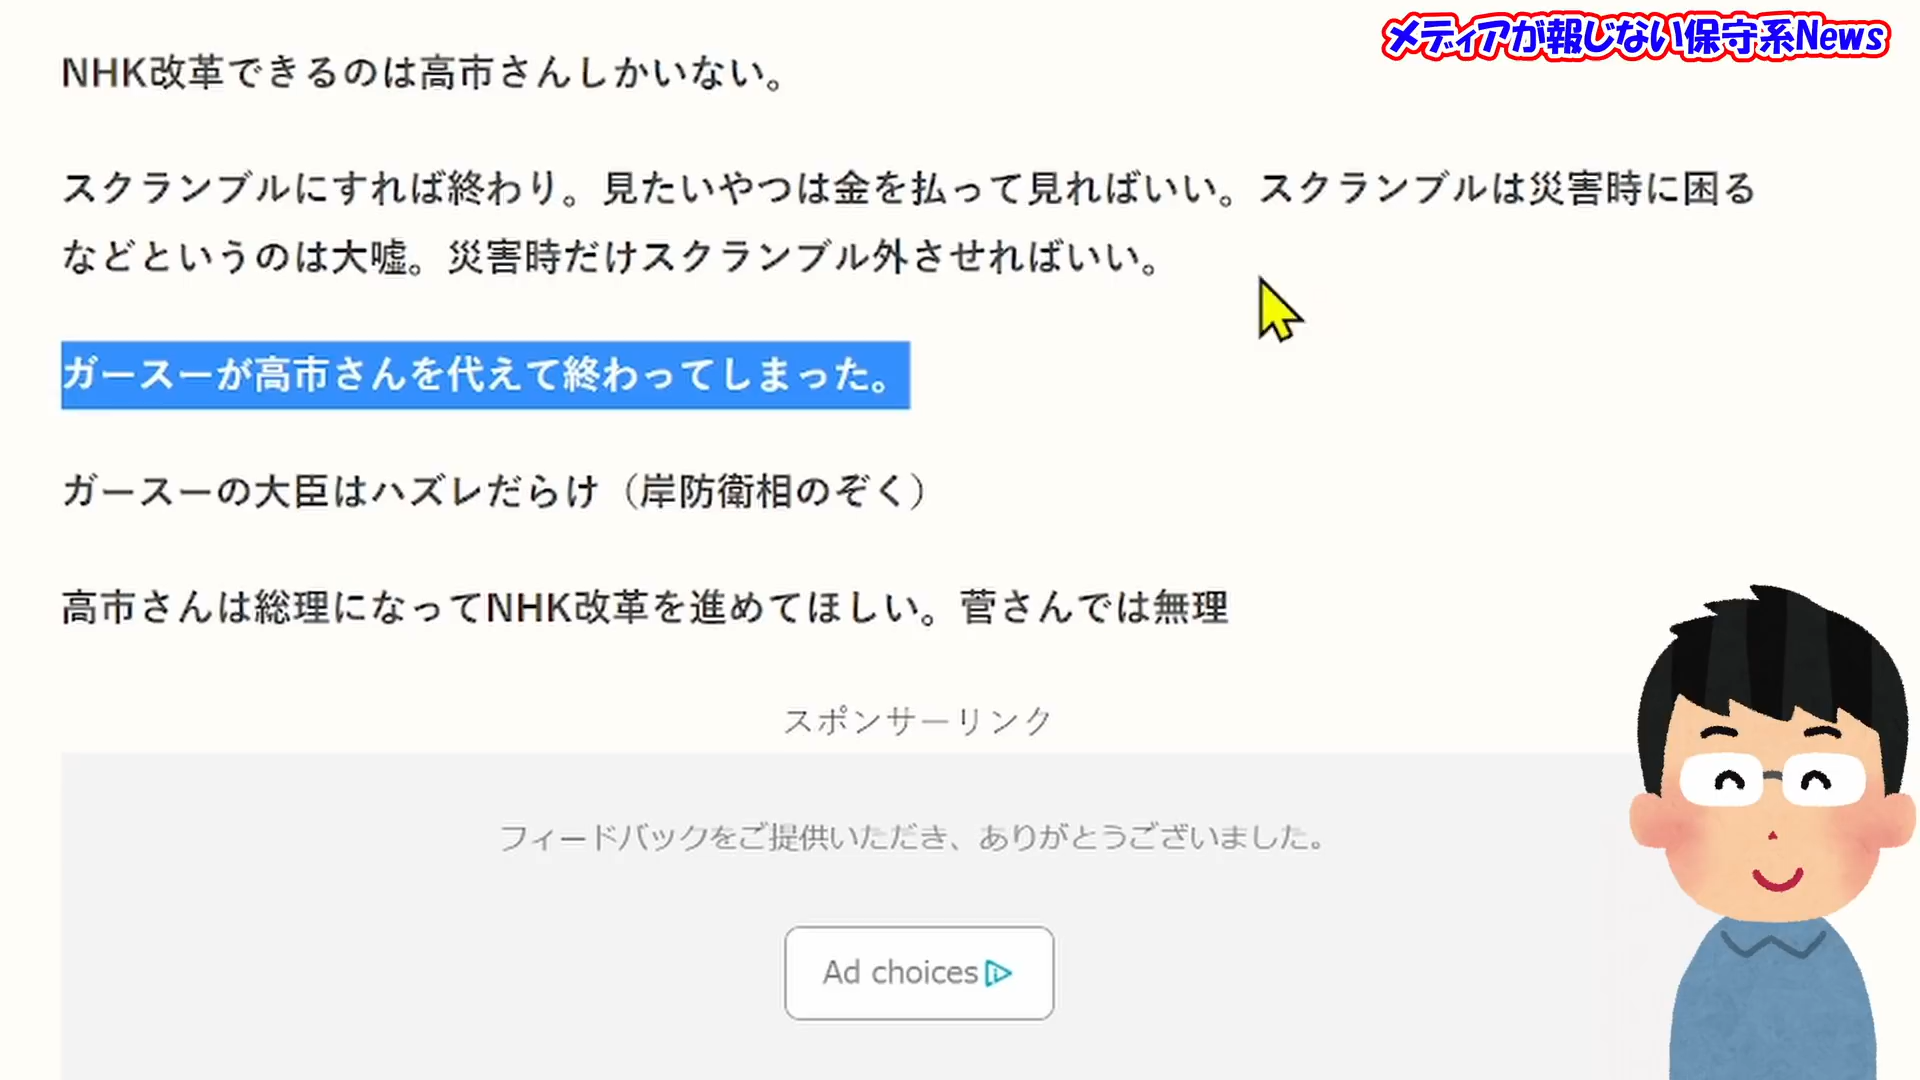 メディアが報じない保守系News
NHK改革できるのは高市さんしかいない。
スクランブルにすれば終わり。見たいやつは金を払って見ればいい。スクランブルは災害時に困る
などというのは大嘘。災害時だけスクランブル外させればいい。
ガースーが高市さんを代えて終わってしまった。
ガースーの大臣はハズレだらけ（岸防衛相のぞく）
高市さんは総理になってNHK改革を進めてほしい。菅さんでは無理
スポンサーリンク
フィードバックをご提供いただき、ありがとうございました。
Ad choices